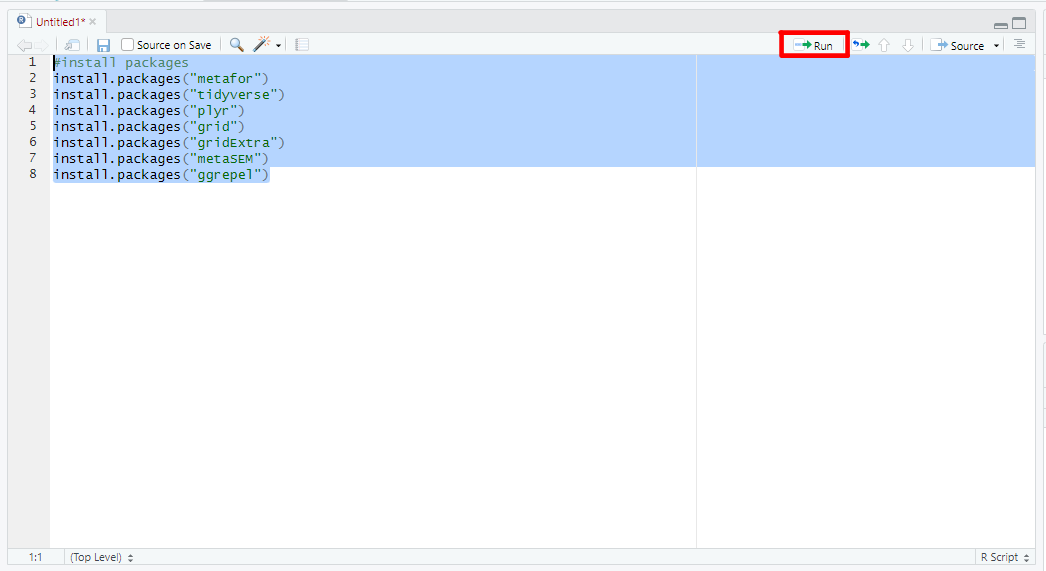 Untitled1*
Source on Save
Run
Source
1 #install packages
2 install.packages("metafor")
3 install.packages("tidyverse")
4 install.packages("plyr")
5 install.packages("grid")
6 install.packages("gridExtra")
7 install.packages("metaSEM")
8 install.packages("ggrepel")
1:1 (Top Level) R Script